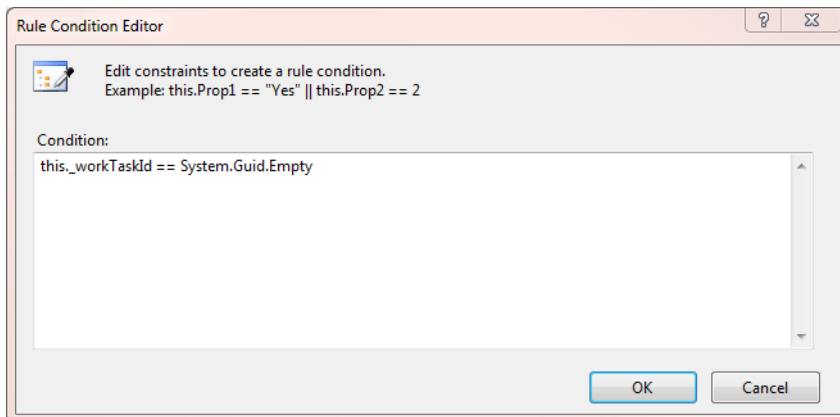 Rule Condition Editor
Edit constraints to create a rule condition.
Example: this.Prop1 == "Yes" || this.Prop2 == 2
Condition:
this._workTaskId == System.Guid.Empty
OK
Cancel